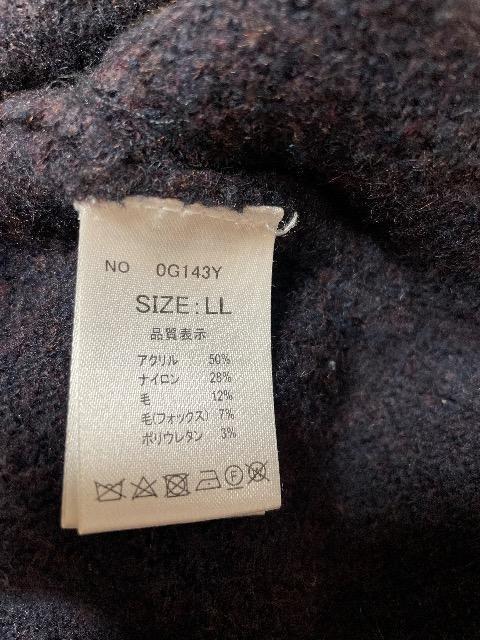 NO 0G143Y
SIZE:LL
品質表示
アクリル 50%
ナイロン 28%
毛 12%
毛(フォックス) 7%
ポリウレタン 3%